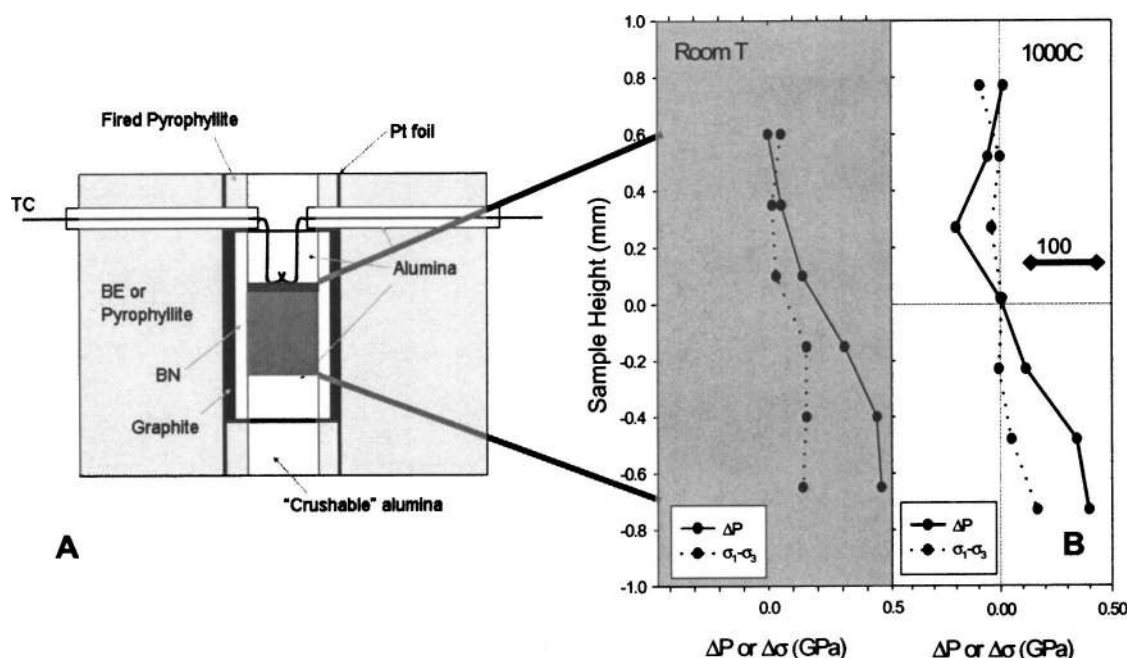 Fired Pyrophyllite
Pt foil
TC
Alumina
BE or
Pyrophyllite
BN
Graphite
"Crushable" alumina
A
Sample Height (mm)
1.0
0.8
0.6
0.4
0.2
0.0
-0.2
-0.4
-0.6
-0.8
-1.0
Room T
ΔP
σ₁-σ₃
0.0
0.5
ΔP or Δσ (GPa)
1000C
100
ΔP
σ₁-σ₃
B
0.00
0.50
ΔP or Δσ (GPa)